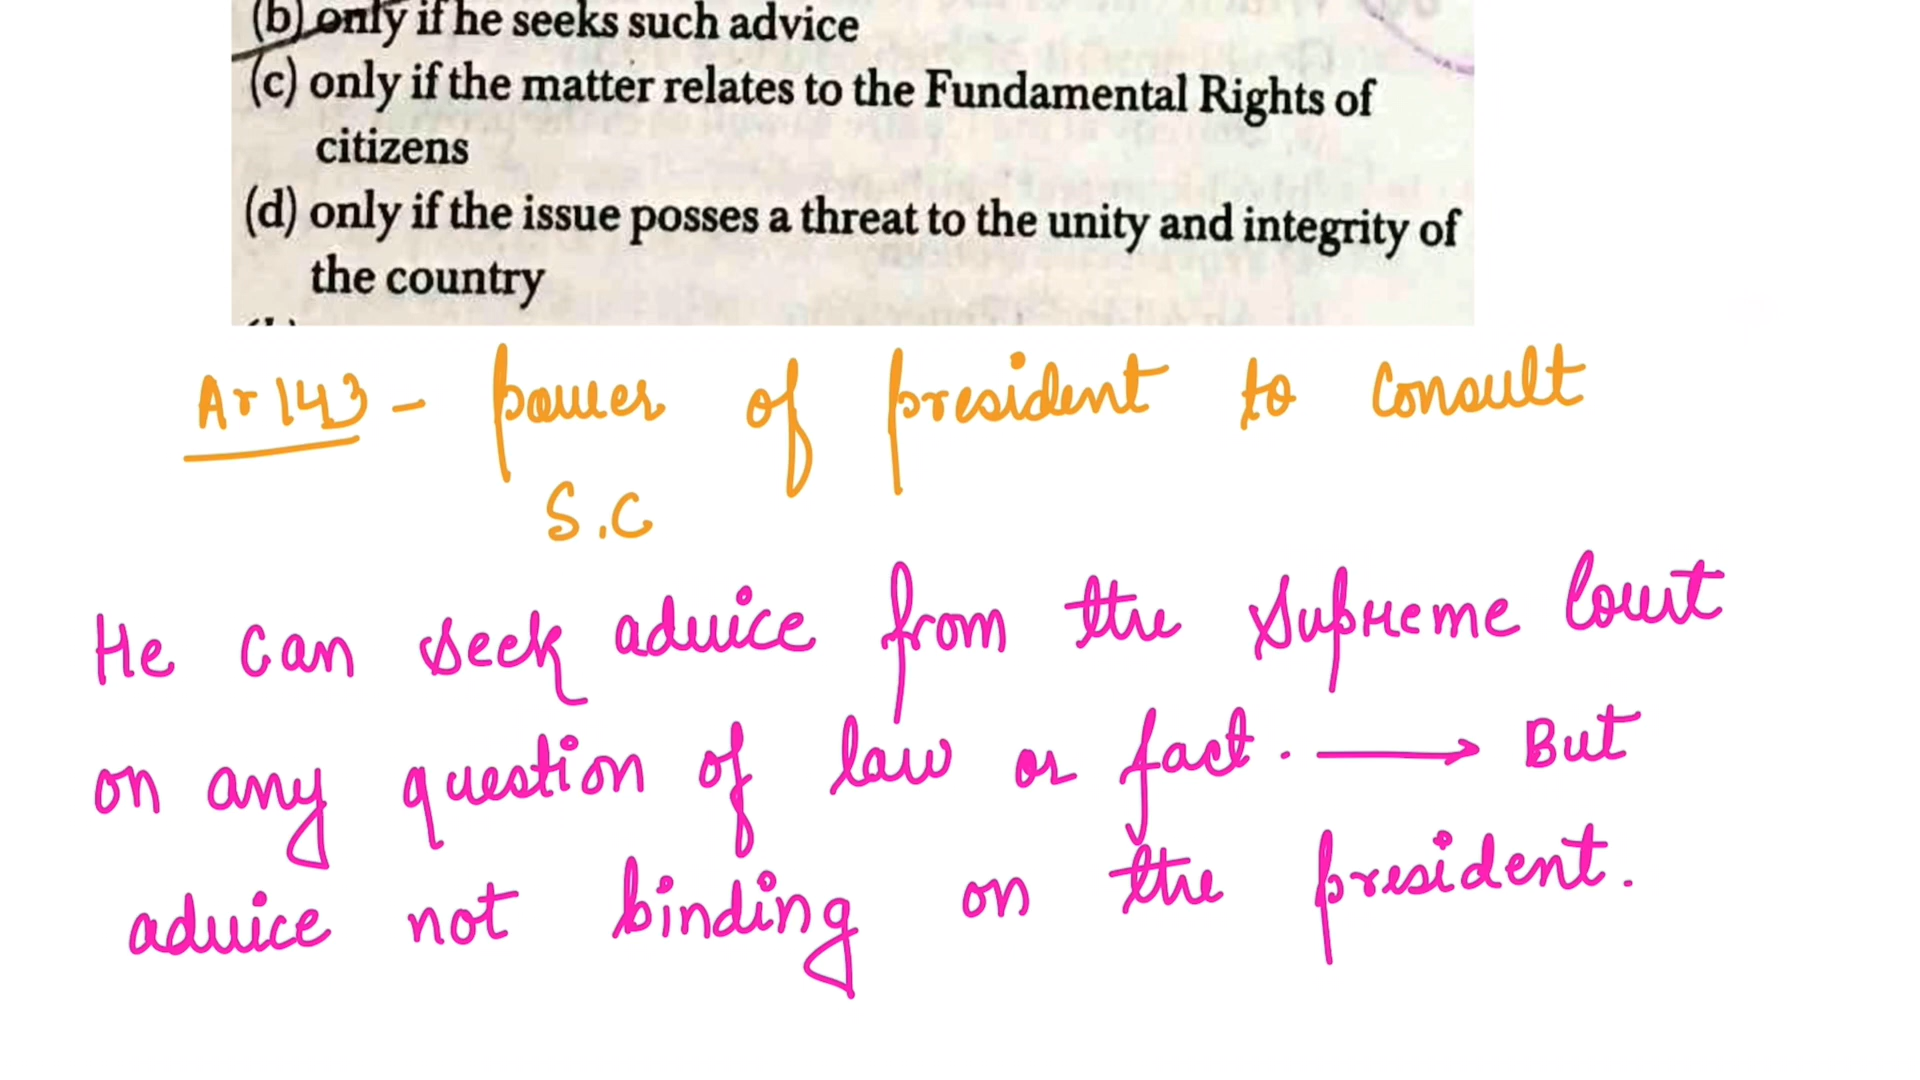 (b) only if he seeks such advice
(c) only if the matter relates to the Fundamental Rights of
citizens
(d) only if the issue posses a threat to the unity and integrity of
the country
Ar 143 - power of president to consult
S.C
He can seek advice from the Supreme Court
on any question of law or fact. → But
advice not binding on the president.